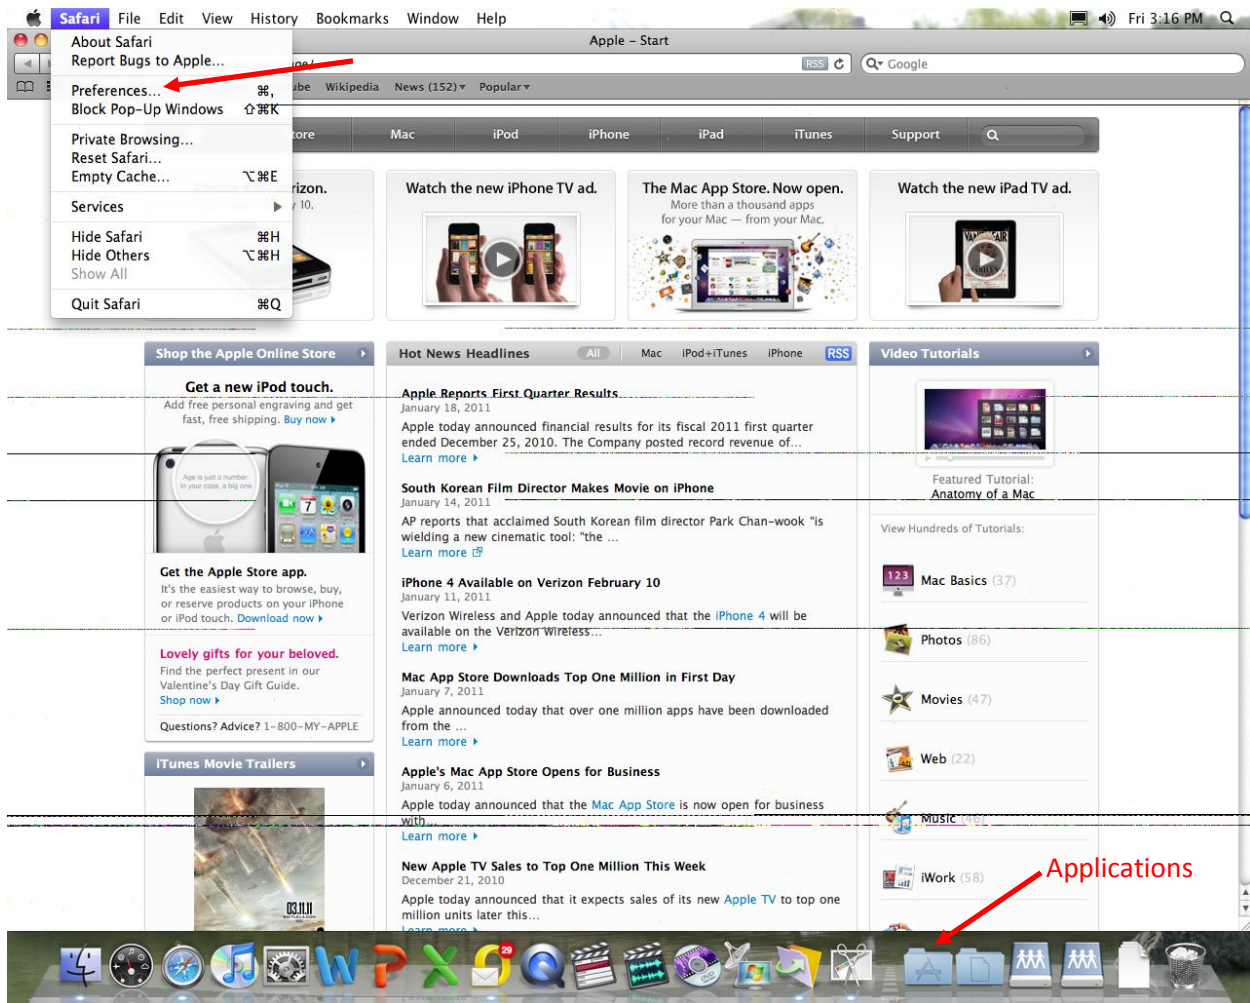 Safari File Edit View History Bookmarks Window Help Fri 3:16 PM
Apple – Start
About Safari
Report Bugs to Apple...
Preferences... ⌘,
Block Pop-Up Windows ⇧⌘K
Private Browsing...
Reset Safari...
Empty Cache... ⌥⌘E
Services
Hide Safari ⌘H
Hide Others ⌥⌘H
Show All
Quit Safari ⌘Q
RSS
Google
Wikipedia News (152) Popular
Mac iPod iPhone iPad iTunes Support
Watch the new iPhone TV ad.
The Mac App Store. Now open.
More than a thousand apps
for your Mac — from your Mac.
Watch the new iPad TV ad.
Shop the Apple Online Store
Get a new iPod touch.
Add free personal engraving and get
fast, free shipping. Buy now
Age is just a number.
In your case, a big one.
Get the Apple Store app.
It's the easiest way to browse, buy,
or reserve products on your iPhone
or iPod touch. Download now
Lovely gifts for your beloved.
Find the perfect present in our
Valentine's Day Gift Guide.
Shop now
Questions? Advice? 1-800-MY-APPLE
iTunes Movie Trailers
03.11.11
Hot News Headlines All Mac iPod+iTunes iPhone RSS
Apple Reports First Quarter Results
January 18, 2011
Apple today announced financial results for its fiscal 2011 first quarter
ended December 25, 2010. The Company posted record revenue of...
Learn more
South Korean Film Director Makes Movie on iPhone
January 14, 2011
AP reports that acclaimed South Korean film director Park Chan-wook "is
wielding a new cinematic tool: "the ...
Learn more
iPhone 4 Available on Verizon February 10
January 11, 2011
Verizon Wireless and Apple today announced that the iPhone 4 will be
available on the Verizon Wireless...
Learn more
Mac App Store Downloads Top One Million in First Day
January 7, 2011
Apple announced today that over one million apps have been downloaded
from the ...
Learn more
Apple's Mac App Store Opens for Business
January 6, 2011
Apple today announced that the Mac App Store is now open for business
with...
Learn more
New Apple TV Sales to Top One Million This Week
December 21, 2010
Apple today announced that it expects sales of its new Apple TV to top one
million units later this...
Learn more
Video Tutorials
Featured Tutorial:
Anatomy of a Mac
View Hundreds of Tutorials:
123
Mac Basics (37)
Photos (86)
Movies (47)
Web (22)
Music (46)
iWork (58)
Applications
29